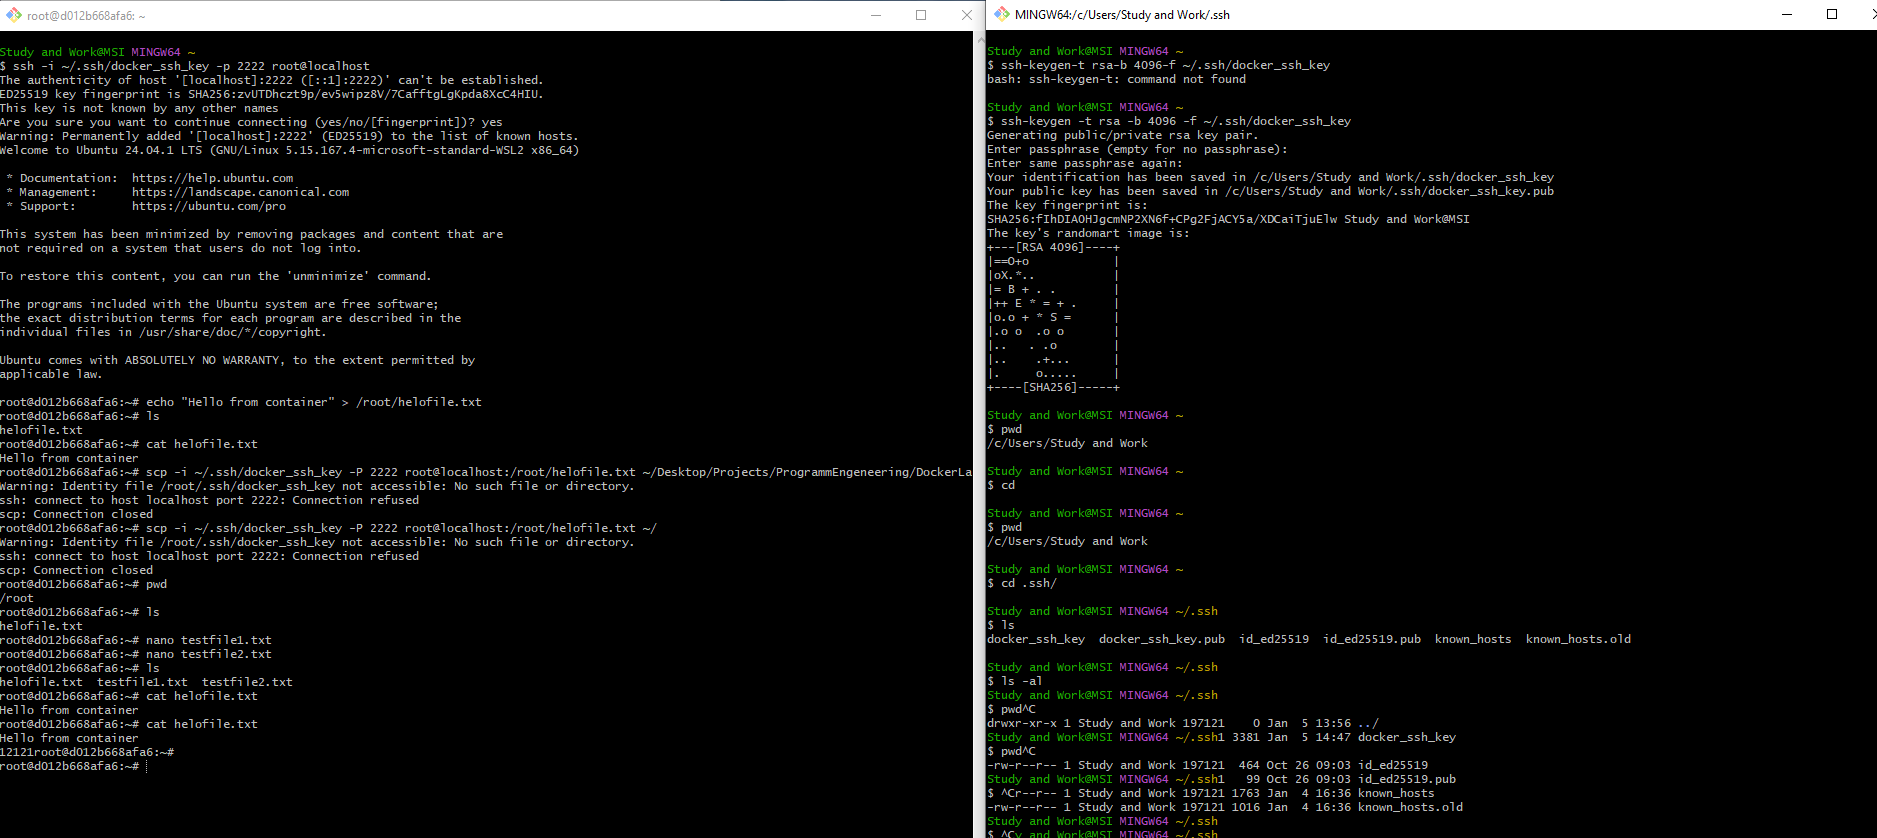 root@d012b668afa6: ~
Study and Work@MSI MINGW64 ~
$ ssh -i ~/.ssh/docker_ssh_key -p 2222 root@localhost
The authenticity of host '[localhost]:2222 ([::1]:2222)' can't be established.
ED25519 key fingerprint is SHA256:zvUTDhczt9p/ev5wipz8V/7CafftgLgKpda8XcC4HIU.
This key is not known by any other names
Are you sure you want to continue connecting (yes/no/[fingerprint])? yes
Warning: Permanently added '[localhost]:2222' (ED25519) to the list of known hosts.
Welcome to Ubuntu 24.04.1 LTS (GNU/Linux 5.15.167.4-microsoft-standard-WSL2 x86_64)
 * Documentation:  https://help.ubuntu.com
 * Management:     https://landscape.canonical.com
 * Support:        https://ubuntu.com/pro
This system has been minimized by removing packages and content that are
not required on a system that users do not log into.
To restore this content, you can run the 'unminimize' command.
The programs included with the Ubuntu system are free software;
the exact distribution terms for each program are described in the
individual files in /usr/share/doc/*/copyright.
Ubuntu comes with ABSOLUTELY NO WARRANTY, to the extent permitted by
applicable law.
root@d012b668afa6:~# echo "Hello from container" > /root/helofile.txt
root@d012b668afa6:~# ls
helofile.txt
root@d012b668afa6:~# cat helofile.txt
Hello from container
root@d012b668afa6:~# scp -i ~/.ssh/docker_ssh_key -P 2222 root@localhost:/root/helofile.txt ~/Desktop/Projects/ProgrammEngeneering/DockerLa
Warning: Identity file /root/.ssh/docker_ssh_key not accessible: No such file or directory.
ssh: connect to host localhost port 2222: Connection refused
scp: Connection closed
root@d012b668afa6:~# scp -i ~/.ssh/docker_ssh_key -P 2222 root@localhost:/root/helofile.txt ~/
Warning: Identity file /root/.ssh/docker_ssh_key not accessible: No such file or directory.
ssh: connect to host localhost port 2222: Connection refused
scp: Connection closed
root@d012b668afa6:~# pwd
/root
root@d012b668afa6:~# ls
helofile.txt
root@d012b668afa6:~# nano testfile1.txt
root@d012b668afa6:~# nano testfile2.txt
root@d012b668afa6:~# ls
helofile.txt  testfile1.txt  testfile2.txt
root@d012b668afa6:~# cat helofile.txt
Hello from container
root@d012b668afa6:~# cat helofile.txt
Hello from container
12121root@d012b668afa6:~#
root@d012b668afa6:~#
MINGW64:/c/Users/Study and Work/.ssh
Study and Work@MSI MINGW64 ~
$ ssh-keygen-t rsa-b 4096-f ~/.ssh/docker_ssh_key
bash: ssh-keygen-t: command not found
Study and Work@MSI MINGW64 ~
$ ssh-keygen -t rsa -b 4096 -f ~/.ssh/docker_ssh_key
Generating public/private rsa key pair.
Enter passphrase (empty for no passphrase):
Enter same passphrase again:
Your identification has been saved in /c/Users/Study and Work/.ssh/docker_ssh_key
Your public key has been saved in /c/Users/Study and Work/.ssh/docker_ssh_key.pub
The key fingerprint is:
SHA256:fIhDIAOHJgcmNP2XN6f+CPg2FjACY5a/XDCaiTjuElw Study and Work@MSI
The key's randomart image is:
+---[RSA 4096]----+
|==O+o            |
|oX.*..           |
|= B + . .        |
|++ E * = + .     |
|o.o + * S =      |
|.o o  .o o       |
|..   . .o        |
|..    .+...      |
|.     o.....     |
+----[SHA256]-----+
Study and Work@MSI MINGW64 ~
$ pwd
/c/Users/Study and Work
Study and Work@MSI MINGW64 ~
$ cd
Study and Work@MSI MINGW64 ~
$ pwd
/c/Users/Study and Work
Study and Work@MSI MINGW64 ~
$ cd .ssh/
Study and Work@MSI MINGW64 ~/.ssh
$ ls
docker_ssh_key  docker_ssh_key.pub  id_ed25519  id_ed25519.pub  known_hosts  known_hosts.old
Study and Work@MSI MINGW64 ~/.ssh
$ ls -al
Study and Work@MSI MINGW64 ~/.ssh
$ pwd^C
drwxr-xr-x 1 Study and Work 197121    0 Jan  5 13:56 ../
Study and Work@MSI MINGW64 ~/.ssh1 3381 Jan  5 14:47 docker_ssh_key
$ pwd^C
-rw-r--r-- 1 Study and Work 197121  464 Oct 26 09:03 id_ed25519
Study and Work@MSI MINGW64 ~/.ssh1   99 Oct 26 09:03 id_ed25519.pub
$ ^Cr--r-- 1 Study and Work 197121 1763 Jan  4 16:36 known_hosts
-rw-r--r-- 1 Study and Work 197121 1016 Jan  4 16:36 known_hosts.old
Study and Work@MSI MINGW64 ~/.ssh
$ ^Cy and Work@MSI MINGW64 ~/.ssh